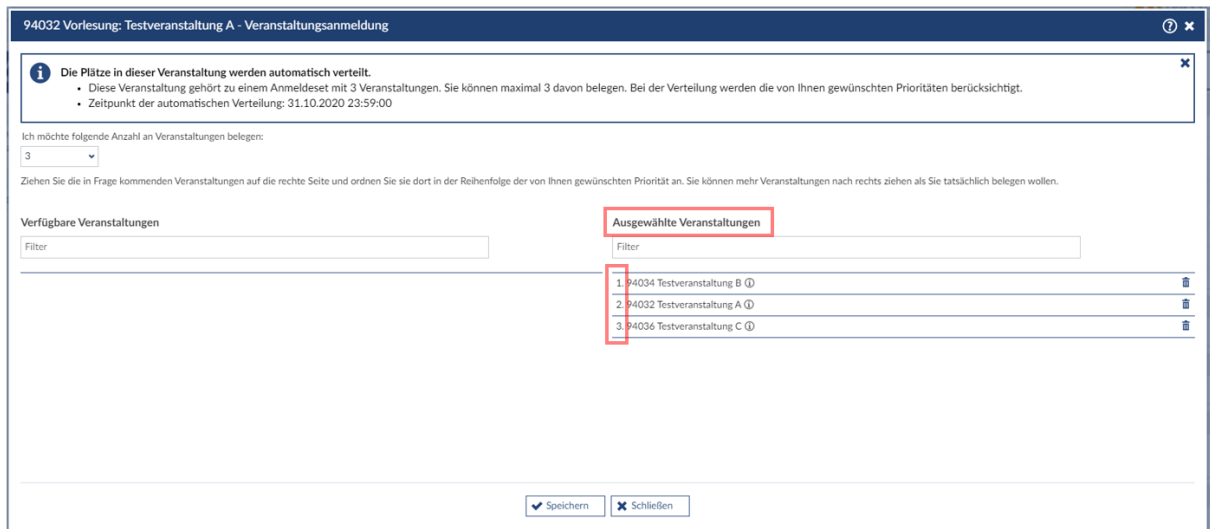 94032 Vorlesung: Testveranstaltung A - Veranstaltungsanmeldung
Die Plätze in dieser Veranstaltung werden automatisch verteilt.
• Diese Veranstaltung gehört zu einem Anmeldeset mit 3 Veranstaltungen. Sie können maximal 3 davon belegen. Bei der Verteilung werden die von Ihnen gewünschten Prioritäten berücksichtigt.
• Zeitpunkt der automatischen Verteilung: 31.10.2020 23:59:00
Ich möchte folgende Anzahl an Veranstaltungen belegen:
3
Ziehen Sie die in Frage kommenden Veranstaltungen auf die rechte Seite und ordnen Sie sie dort in der Reihenfolge der von Ihnen gewünschten Priorität an. Sie können mehr Veranstaltungen nach rechts ziehen als Sie tatsächlich belegen wollen.
Verfügbare Veranstaltungen
Filter
Ausgewählte Veranstaltungen
Filter
1. 94034 Testveranstaltung B
2. 94032 Testveranstaltung A
3. 94036 Testveranstaltung C
Speichern
Schließen